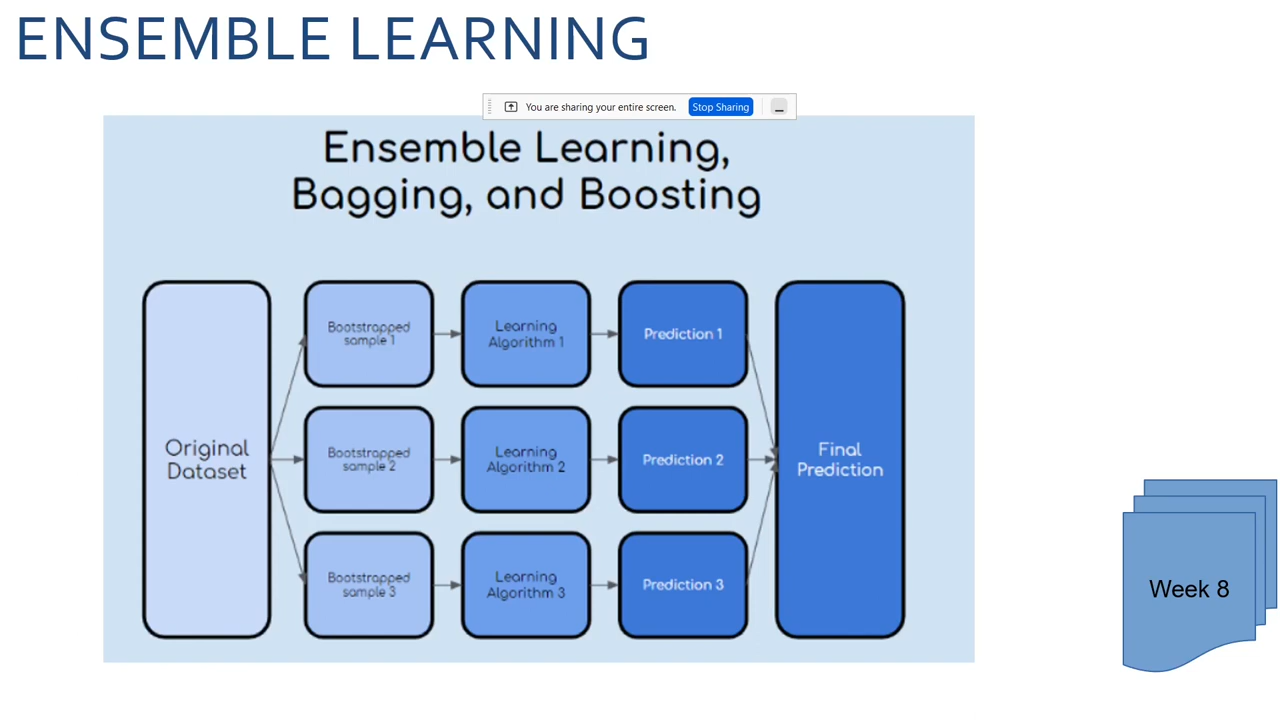 ENSEMBLE LEARNING
You are sharing your entire screen.
Stop Sharing
Ensemble Learning,
Bagging, and Boosting
Original
Dataset
Bootstrapped
sample 1
Learning
Algorithm 1
Prediction 1
Bootstrapped
sample 2
Learning
Algorithm 2
Prediction 2
Bootstrapped
sample 3
Learning
Algorithm 3
Prediction 3
Final
Prediction
Week 8